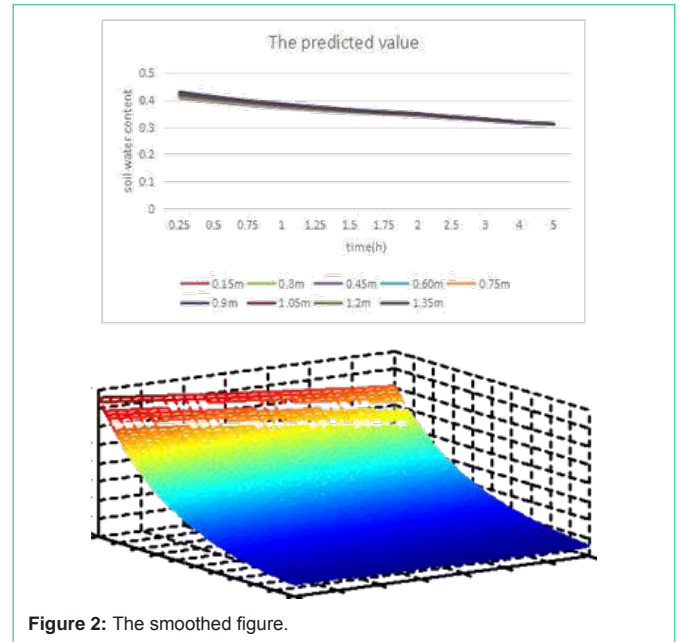 The predicted value
0.5
0.4
0.3
0.2
0.1
0
soil water content
0.25 0.5 0.75 1 1.25 1.5 1.75 2 2.5 3 4 5
time(h)
0.15m 0.3m 0.45m 0.60m 0.75m
0.9m 1.05m 1.2m 1.35m
Figure 2: The smoothed figure.